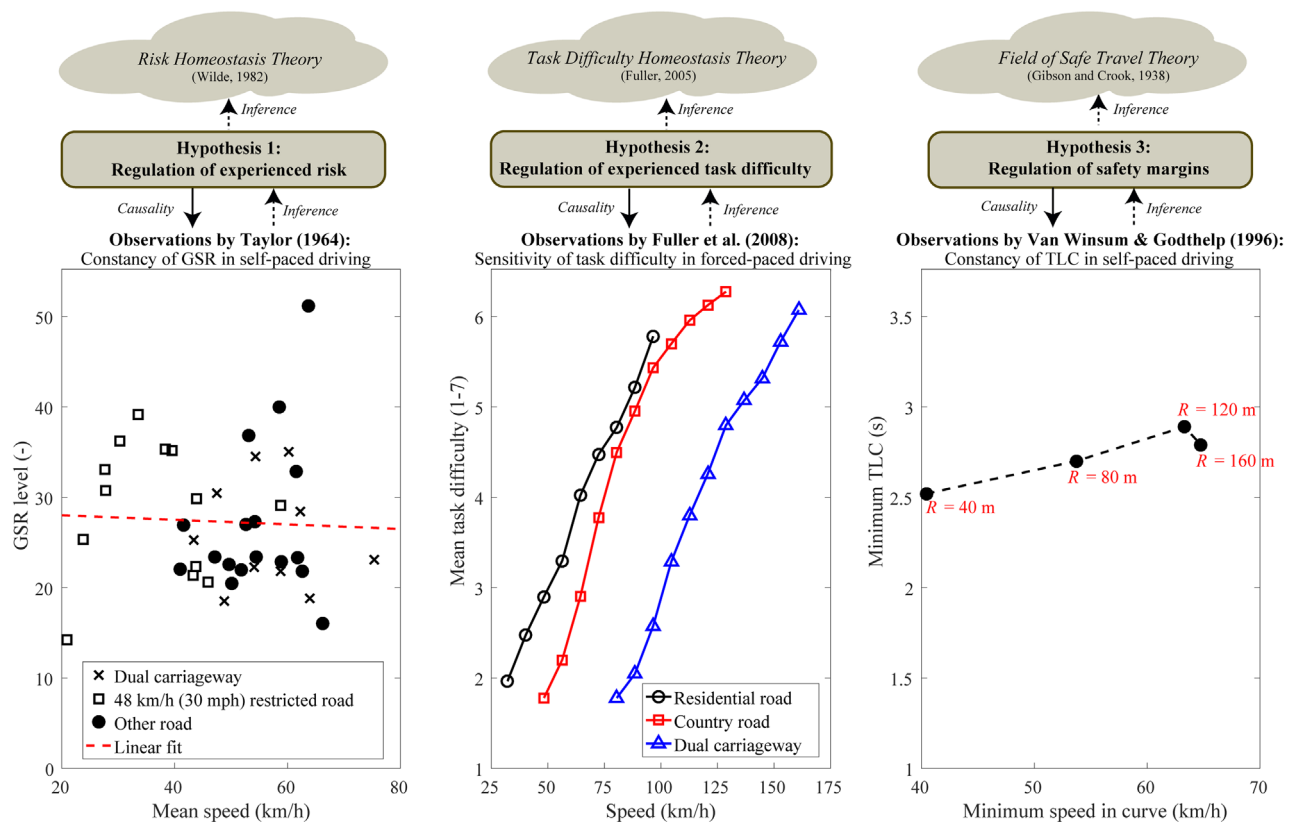 Risk Homeostasis Theory
(Wilde, 1982)
Inference
Hypothesis 1:
Regulation of experienced risk
Causality
Inference
Observations by Taylor (1964):
Constancy of GSR in self-paced driving
GSR level (-)
50
40
30
20
10
0
Dual carriageway
48 km/h (30 mph) restricted road
Other road
Linear fit
20
40
60
80
Mean speed (km/h)
Task Difficulty Homeostasis Theory
(Fuller, 2005)
Inference
Hypothesis 2:
Regulation of experienced task difficulty
Causality
Inference
Observations by Fuller et al. (2008):
Sensitivity of task difficulty in forced-paced driving
Mean task difficulty (1-7)
6
5
4
3
2
1
Residential road
Country road
Dual carriageway
25
50
75
100
125
150
175
Speed (km/h)
Field of Safe Travel Theory
(Gibson and Crook, 1938)
Inference
Hypothesis 3:
Regulation of safety margins
Causality
Inference
Observations by Van Winsum & Godthelp (1996):
Constancy of TLC in self-paced driving
Minimum TLC (s)
3.5
3
2.5
2
1.5
1
R = 120 m
R = 160 m
R = 80 m
R = 40 m
40
50
60
70
Minimum speed in curve (km/h)